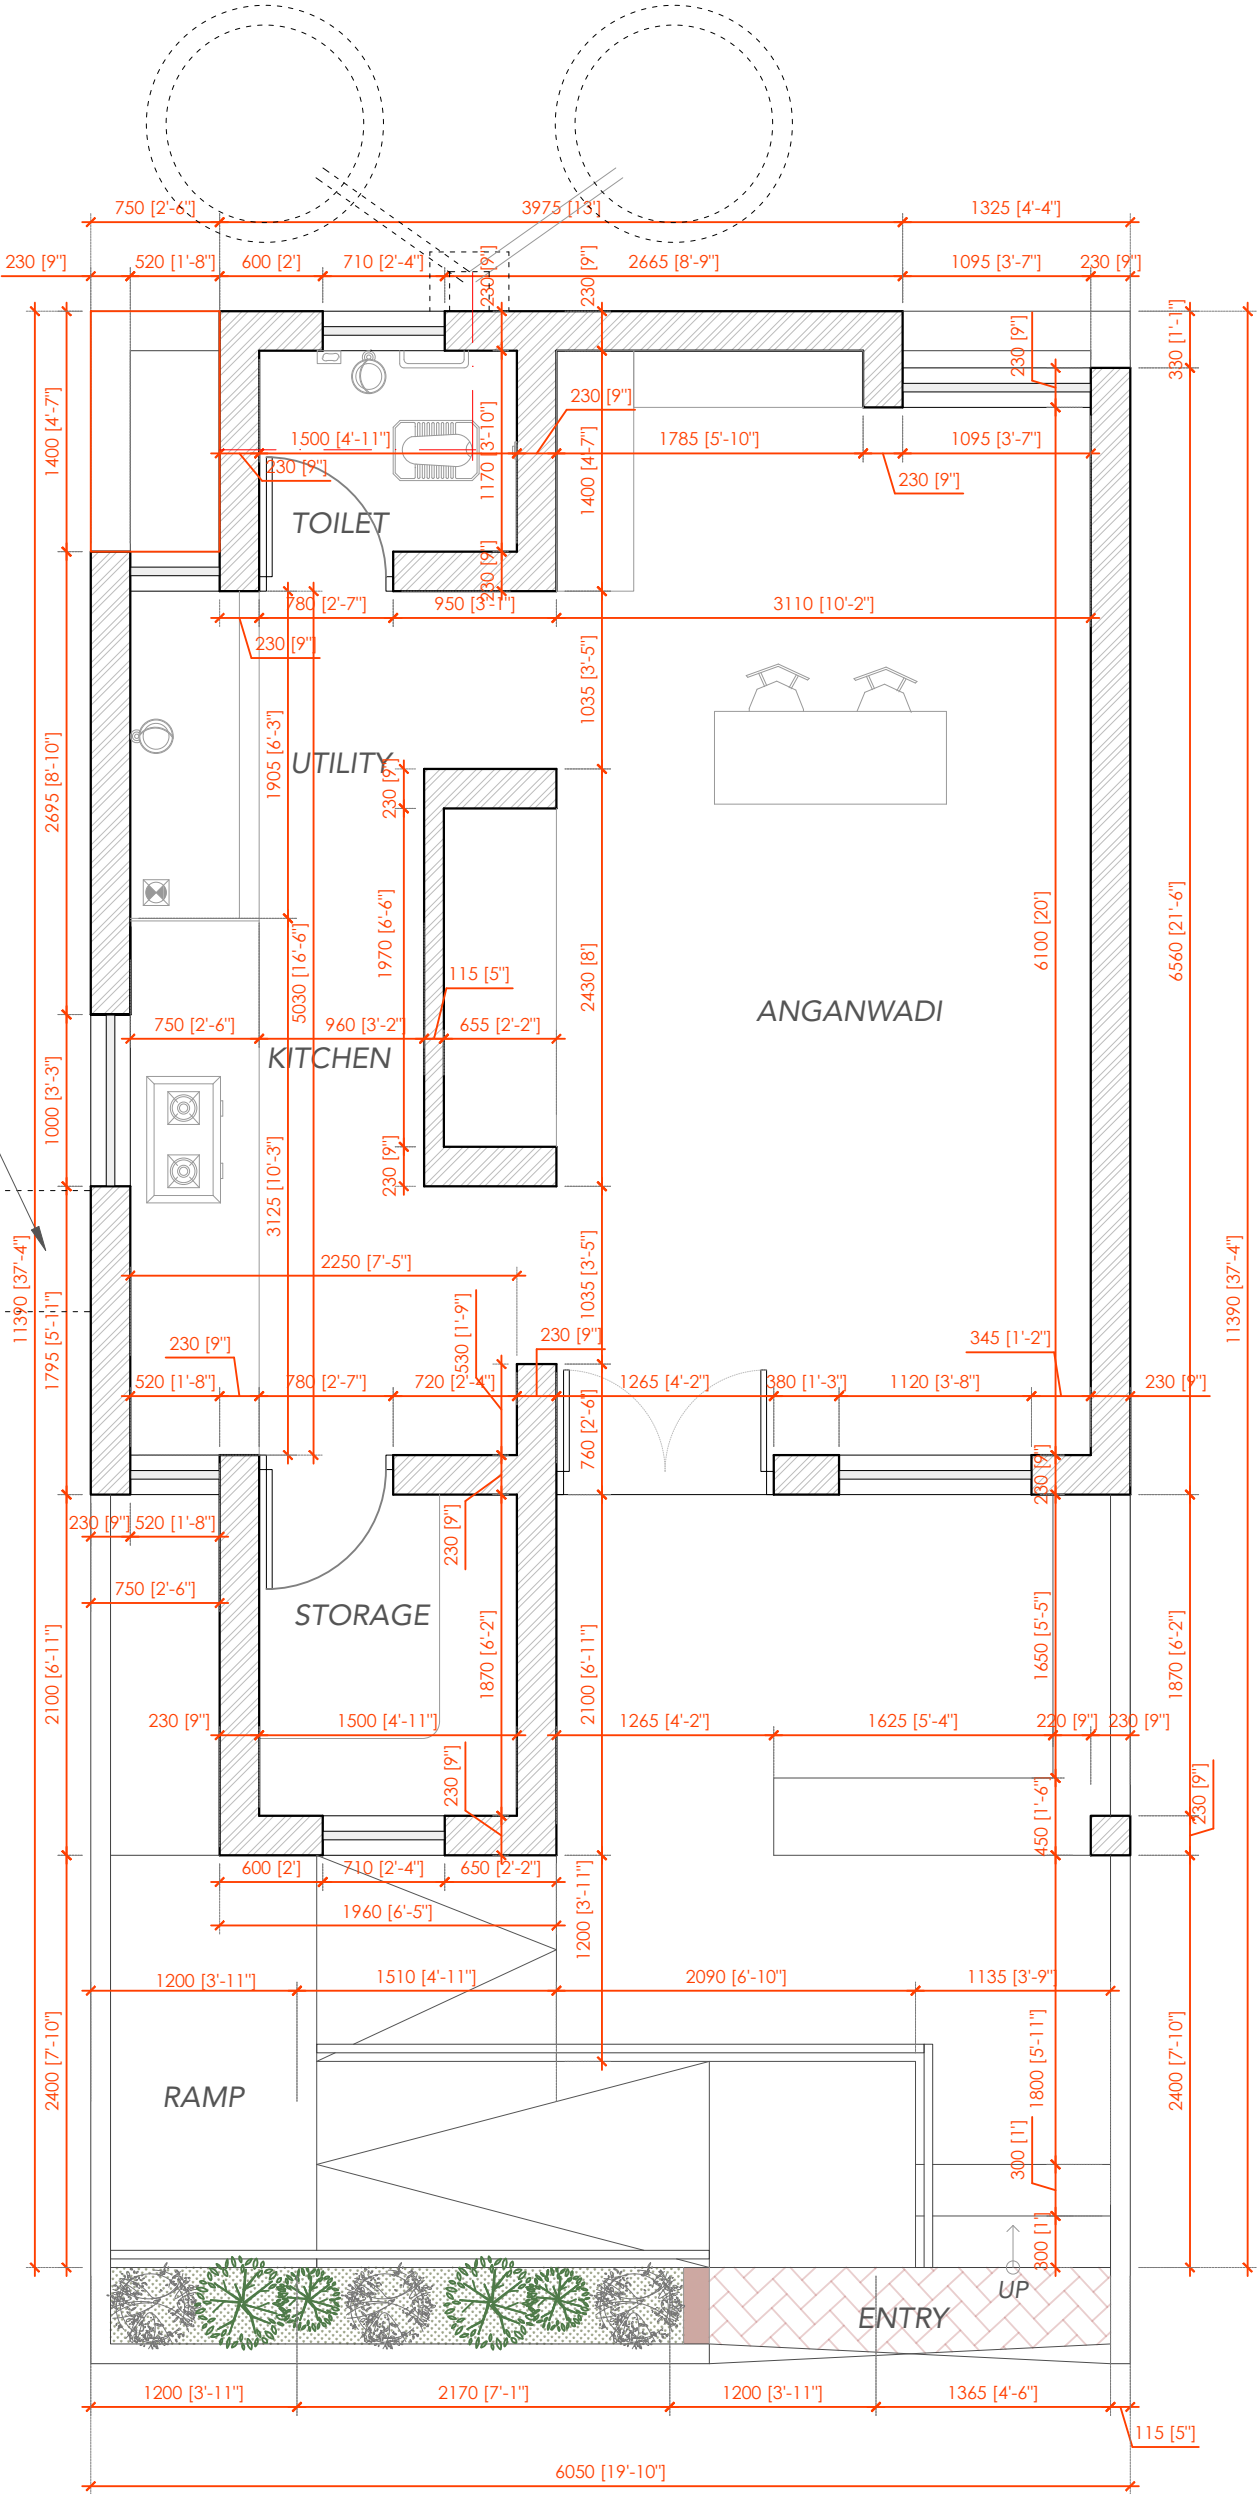 750 [2'-6"] 3975 [13'] 1325 [4'-4"]
230 [9"] 520 [1'-8"] 600 [2'] 710 [2'-4"] 230 [9"] 230 [9"] 2665 [8'-9"] 1095 [3'-7"] 230 [9"]
230 [9"] 330 [1'-1"]
230 [9"]
1400 [4'-7"] 1500 [4'-11"] 1170 [3'-10"] 1400 [4'-7"] 1785 [5'-10"] 1095 [3'-7"]
230 [9"] 230 [9"]
TOILET
230 [9"]
780 [2'-7"] 950 [3'-1"] 3110 [10'-2"]
230 [9"]
1035 [3'-5"]
2695 [8'-10"] 1905 [6'-3"] UTILITY 230 [9"]
1970 [6'-6"] 2430 [8'] 6100 [20'] 6560 [21'-6"]
5030 [16'-6"] 115 [5"]
ANGANWADI
750 [2'-6"] 960 [3'-2"] 655 [2'-2"]
KITCHEN
1000 [3'-3"] 3125 [10'-3"] 230 [9"]
11390 [37'-4"] 2250 [7'-5"] 1035 [3'-5"] 11390 [37'-4"]
1795 [5'-11"] 230 [9"] 530 [1'-9"] 230 [9"] 345 [1'-2"]
520 [1'-8"] 780 [2'-7"] 720 [2'-4"] 1265 [4'-2"] 380 [1'-3"] 1120 [3'-8"] 230 [9"]
760 [2'-6"] 230 [9"]
230 [9"] 520 [1'-8"] 230 [9"]
750 [2'-6"]
STORAGE
2100 [6'-11"] 1870 [6'-2"] 2100 [6'-11"] 1650 [5'-5"] 1870 [6'-2"]
230 [9"] 1500 [4'-11"] 1265 [4'-2"] 1625 [5'-4"] 220 [9"] 230 [9"]
230 [9"] 450 [1'-6"] 230 [9"]
600 [2'] 710 [2'-4"] 650 [2'-2"]
1960 [6'-5"] 1200 [3'-11"]
1200 [3'-11"] 1510 [4'-11"] 2090 [6'-10"] 1135 [3'-9"]
2400 [7'-10"] 1800 [5'-11"] 2400 [7'-10"]
RAMP
300 [1']
300 [1']
UP
ENTRY
1200 [3'-11"] 2170 [7'-1"] 1200 [3'-11"] 1365 [4'-6"]
115 [5"]
6050 [19'-10"]